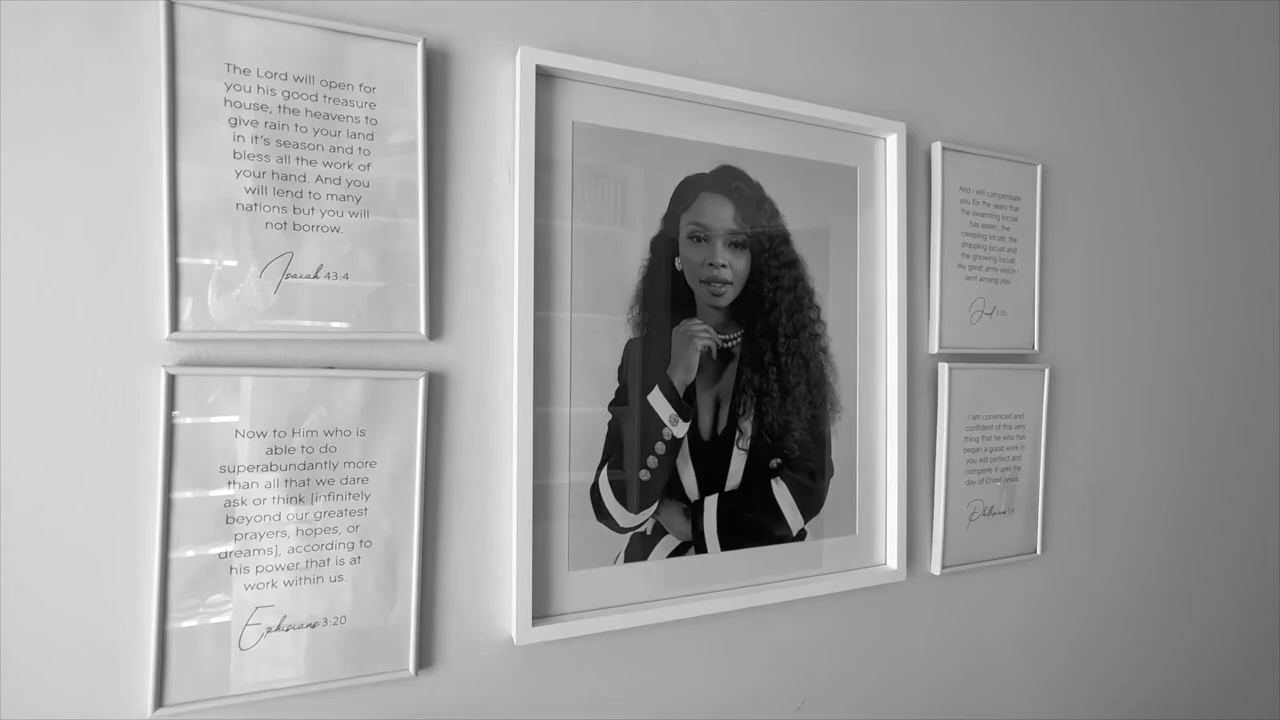 The Lord will open for
you his good treasure
house, the heavens to
give rain to your land
in it's season and to
bless all the work of
your hand. And you
will lend to many
nations but you will
not borrow.
Isaiah 43:4
Now to Him who is
able to do
superabundantly more
than all that we dare
ask or think [infinitely
beyond our greatest
prayers, hopes, or
dreams], according to
his power that is at
work within us.
Ephisians 3:20
And I will compensate
you for the years that
the swarming locust
has eaten, the
creeping locust, the
stripping locust and
the gnowing locust.
My great army which I
sent among you.
2:25
I am convinced and
confident of this very
thing that he who has
began a good work in
you will perfect and
complete it until the
day of Christ Jesus.